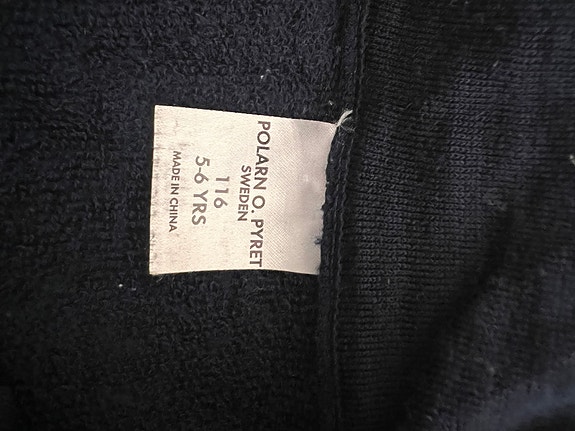 POLARN O. PYRET
SWEDEN
116
5-6 YRS
MADE IN CHINA